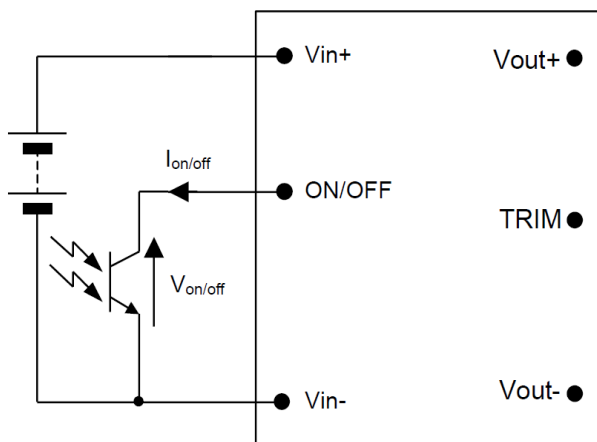 Vin+
Vout+
Ion/off
ON/OFF
TRIM
Von/off
Vin-
Vout-